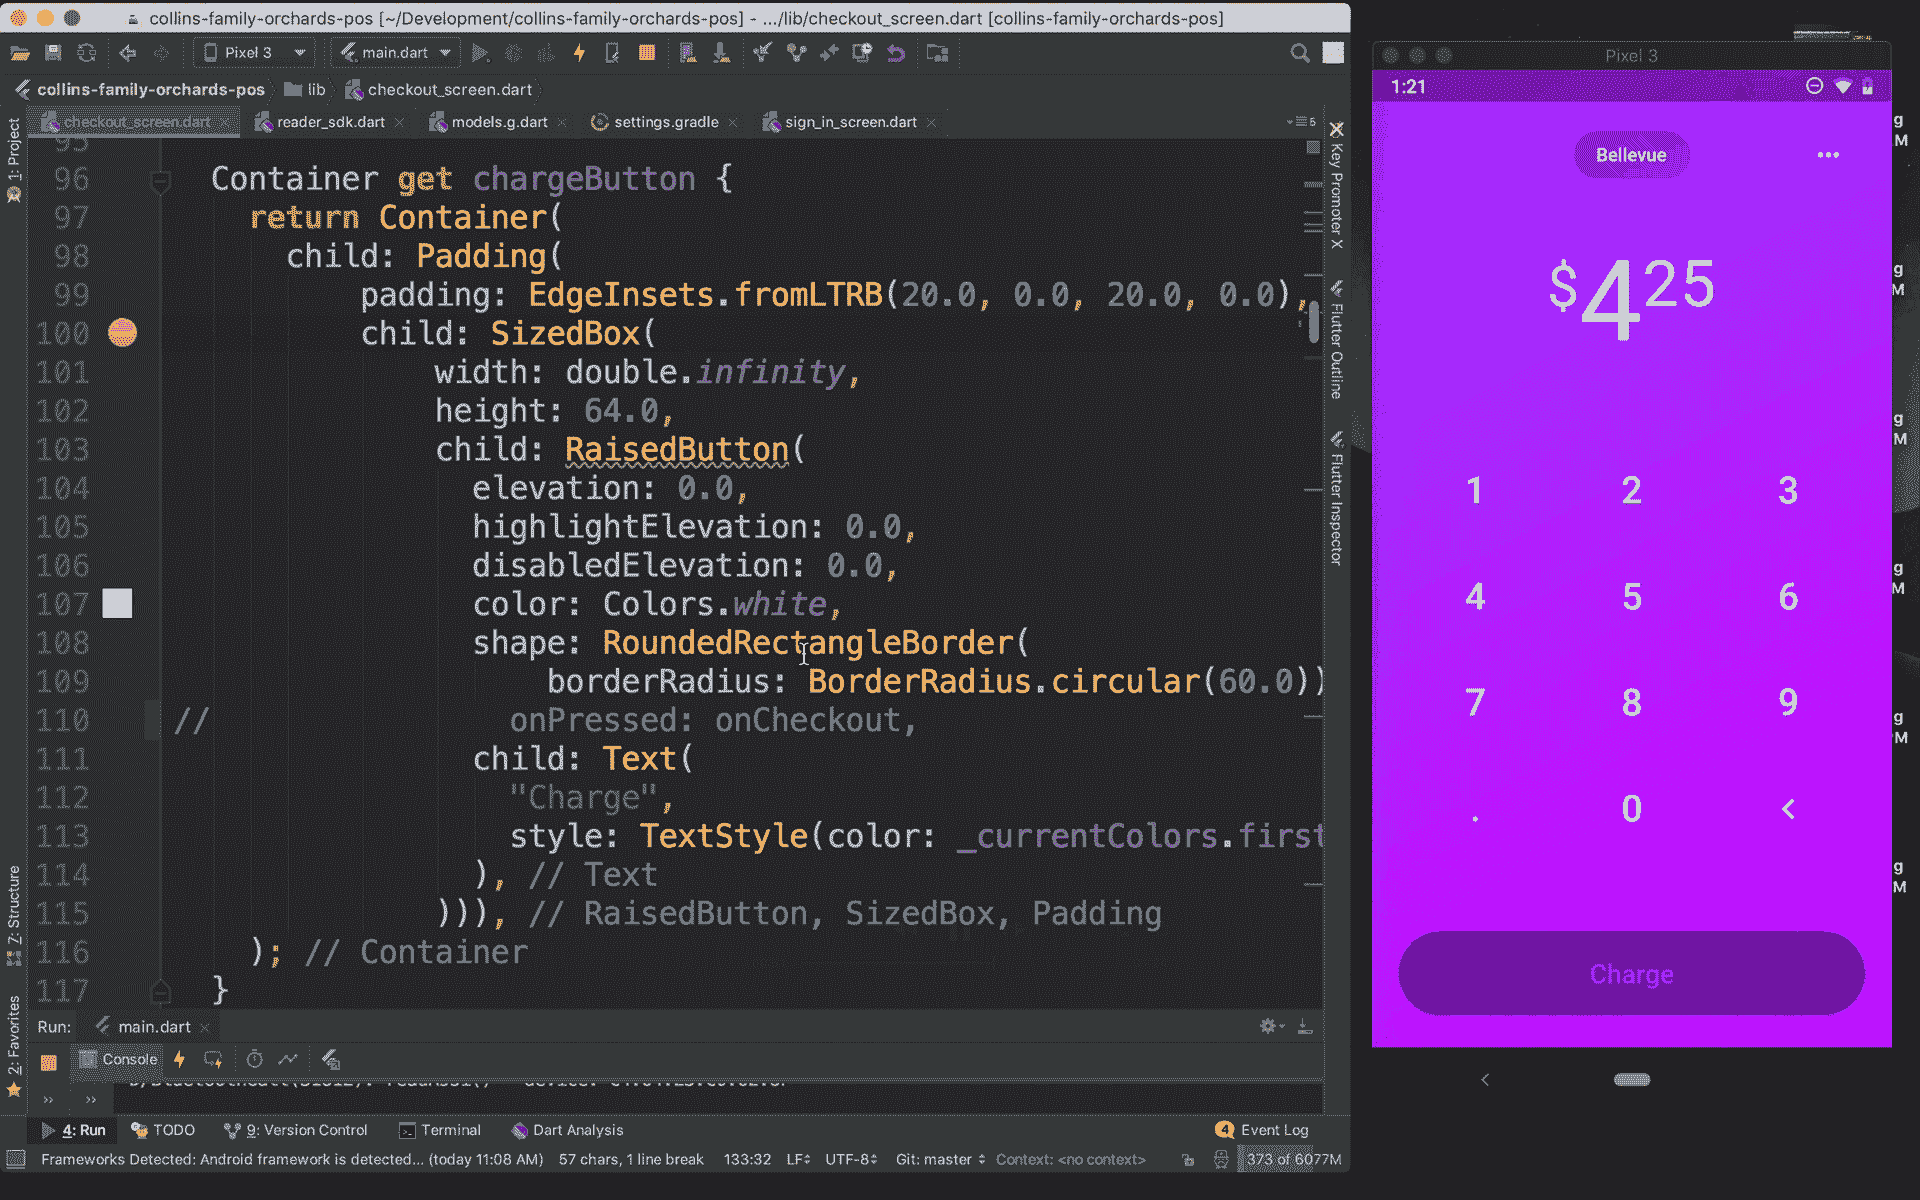 collins-family-orchards-pos [~/Development/collins-family-orchards-pos] - .../lib/checkout_screen.dart [collins-family-orchards-pos]
Pixel 3
main.dart
collins-family-orchards-pos
lib
checkout_screen.dart
checkout_screen.dart
reader_sdk.dart
models.g.dart
settings.gradle
sign_in_screen.dart
5
1: Project
7: Structure
2: Favorites
95
96 Container get chargeButton {
97 return Container(
98 child: Padding(
99 padding: EdgeInsets.fromLTRB(20.0, 0.0, 20.0, 0.0),
100 child: SizedBox(
101 width: double.infinity,
102 height: 64.0,
103 child: RaisedButton(
104 elevation: 0.0,
105 highlightElevation: 0.0,
106 disabledElevation: 0.0,
107 color: Colors.white,
108 shape: RoundedRectangleBorder(
109 borderRadius: BorderRadius.circular(60.0))
110 // onPressed: onCheckout,
111 child: Text(
112 "Charge",
113 style: TextStyle(color: _currentColors.first
114 ), // Text
115 ))), // RaisedButton, SizedBox, Padding
116 ); // Container
117 }
Key Promoter X
Flutter Outline
Flutter Inspector
Run:
main.dart
Console
4: Run
TODO
9: Version Control
Terminal
Dart Analysis
4
Event Log
Frameworks Detected: Android framework is detected... (today 11:08 AM)
57 chars, 1 line break
133:32
LF
UTF-8
Git: master
Context: <no context>
373 of 6077M
Pixel 3
1:21
Bellevue
$4 25
1 2 3
4 5 6
7 8 9
. 0 <
Charge
g
M
g
M
g
M
g
M
g
M
g
M